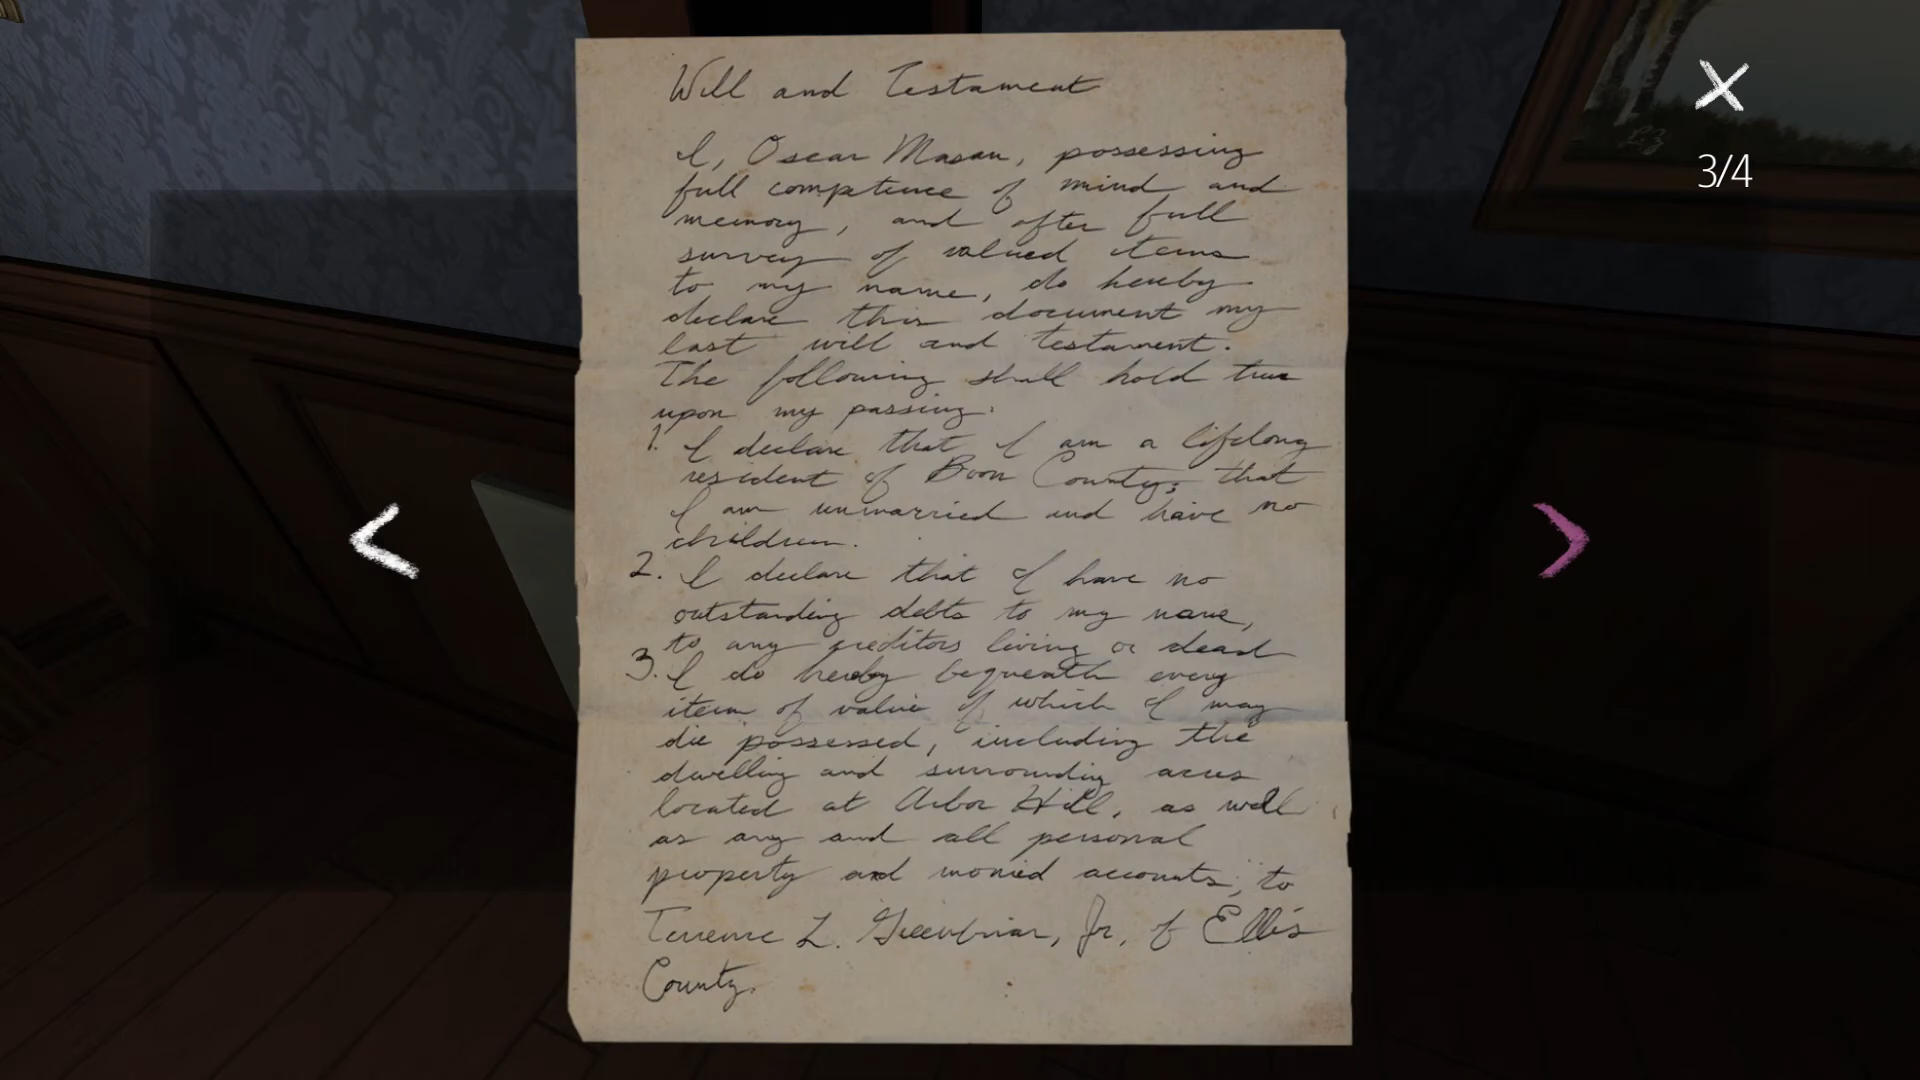 Will and Testament
I, Oscar Masan, possessing
full competence of mind and
memory, and after full
survey of valued items
to my name, do hereby
declare this document my
last will and testament.
The following shall hold true
upon my passing:
1. I declare that I am a lifelong
resident of Boon County; that
I am unmarried and have no
children.
2. I declare that I have no
outstanding debts to my name,
to any creditors living or dead
3. I do hereby bequeath every
item of value of which I may
die possessed, including the
dwelling and surrounding acres
located at Arbor Hill, as well
as any and all personal
property and monied accounts, to
Terrence L. Greenbriar, Jr. of Ellis
County.
3/4